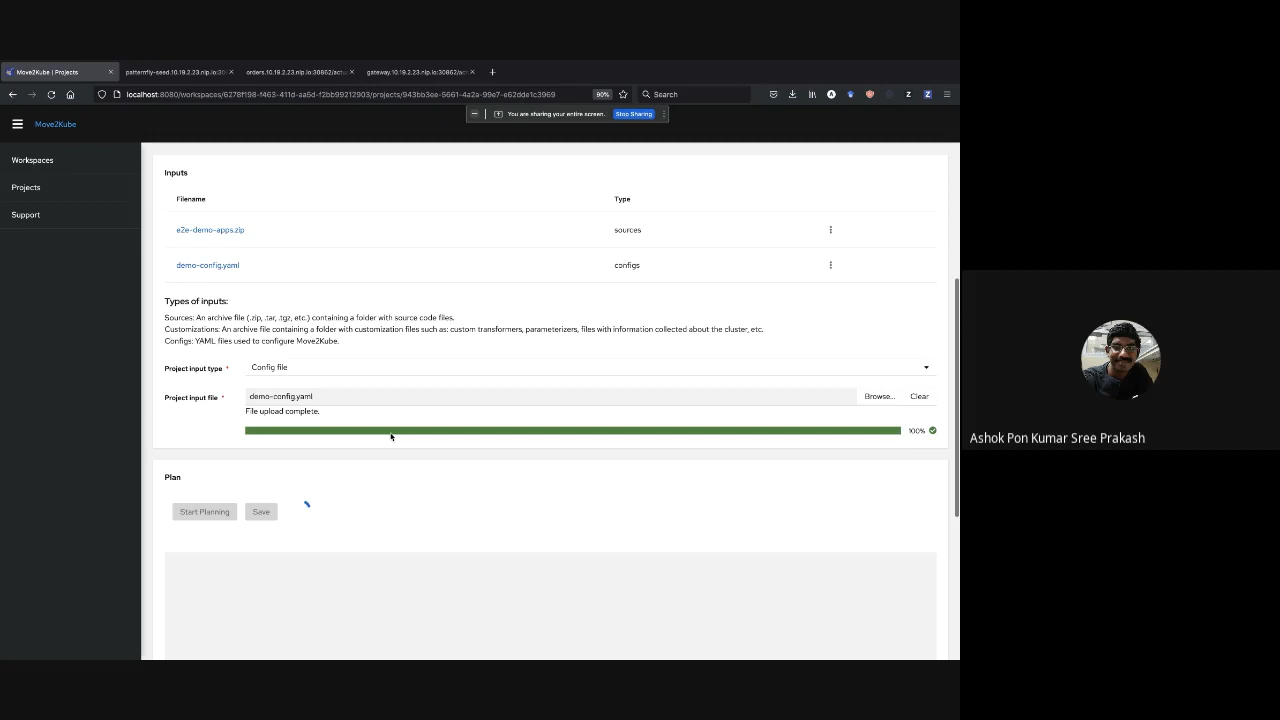 Move2Kube | Projects
patternfly-seed.10.19.2.23.nip.io:30
orders.10.19.2.23.nip.io:30862/actu
gateway.10.19.2.23.nip.io:30862/ac
localhost:8080/workspaces/6278f198-f463-411d-aa5d-f2bb99212903/projects/943bb3ee-5661-4a2a-99e7-e62dde1c3969
90%
Search
You are sharing your entire screen.
Stop Sharing
Move2Kube
Workspaces
Projects
Support
Inputs
Filename Type
e2e-demo-apps.zip sources
demo-config.yaml configs
Types of inputs:
Sources: An archive file (.zip, .tar, .tgz, etc.) containing a folder with source code files.
Customizations: An archive file containing a folder with customization files such as: custom transformers, parameterizers, files with information collected about the cluster, etc.
Configs: YAML files used to configure Move2Kube.
Project input type * Config file
Project input file * demo-config.yaml Browse... Clear
File upload complete.
100%
Plan
Start Planning Save
Ashok Pon Kumar Sree Prakash